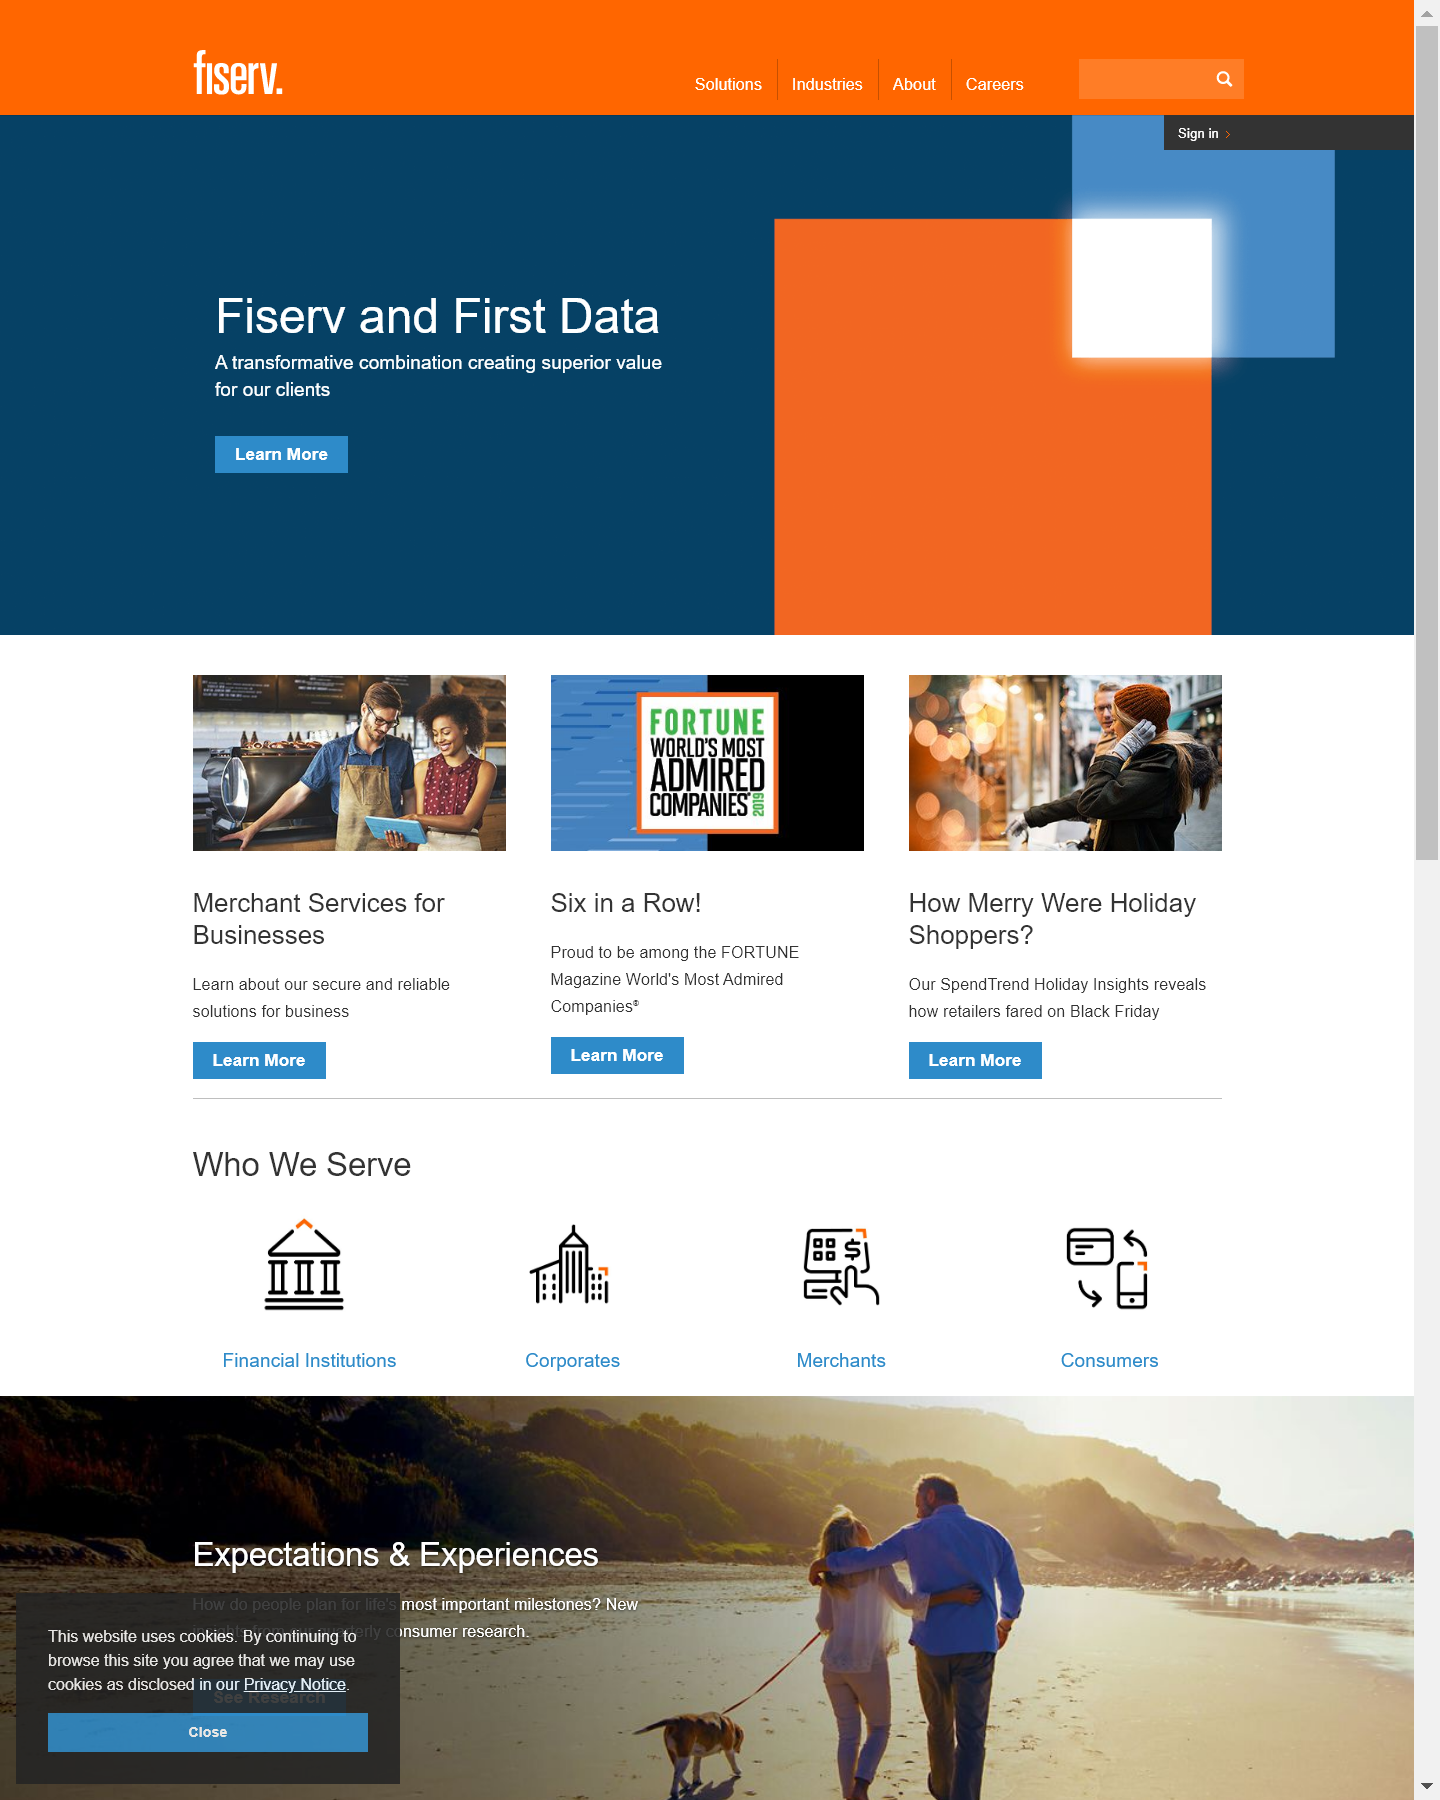 fiserv.
Solutions
Industries
About
Careers
Sign in
Fiserv and First Data
A transformative combination creating superior value
for our clients
Learn More
FORTUNE
WORLD'S MOST
ADMIRED
COMPANIES®
2019
Merchant Services for
Businesses
Learn about our secure and reliable
solutions for business
Learn More
Six in a Row!
Proud to be among the FORTUNE
Magazine World's Most Admired
Companies®
Learn More
How Merry Were Holiday
Shoppers?
Our SpendTrend Holiday Insights reveals
how retailers fared on Black Friday
Learn More
Who We Serve
Financial Institutions
Corporates
Merchants
Consumers
Expectations & Experiences
How do people plan for life's most important milestones? New
insights from our quarterly consumer research.
See Research
This website uses cookies. By continuing to
browse this site you agree that we may use
cookies as disclosed in our Privacy Notice.
Close